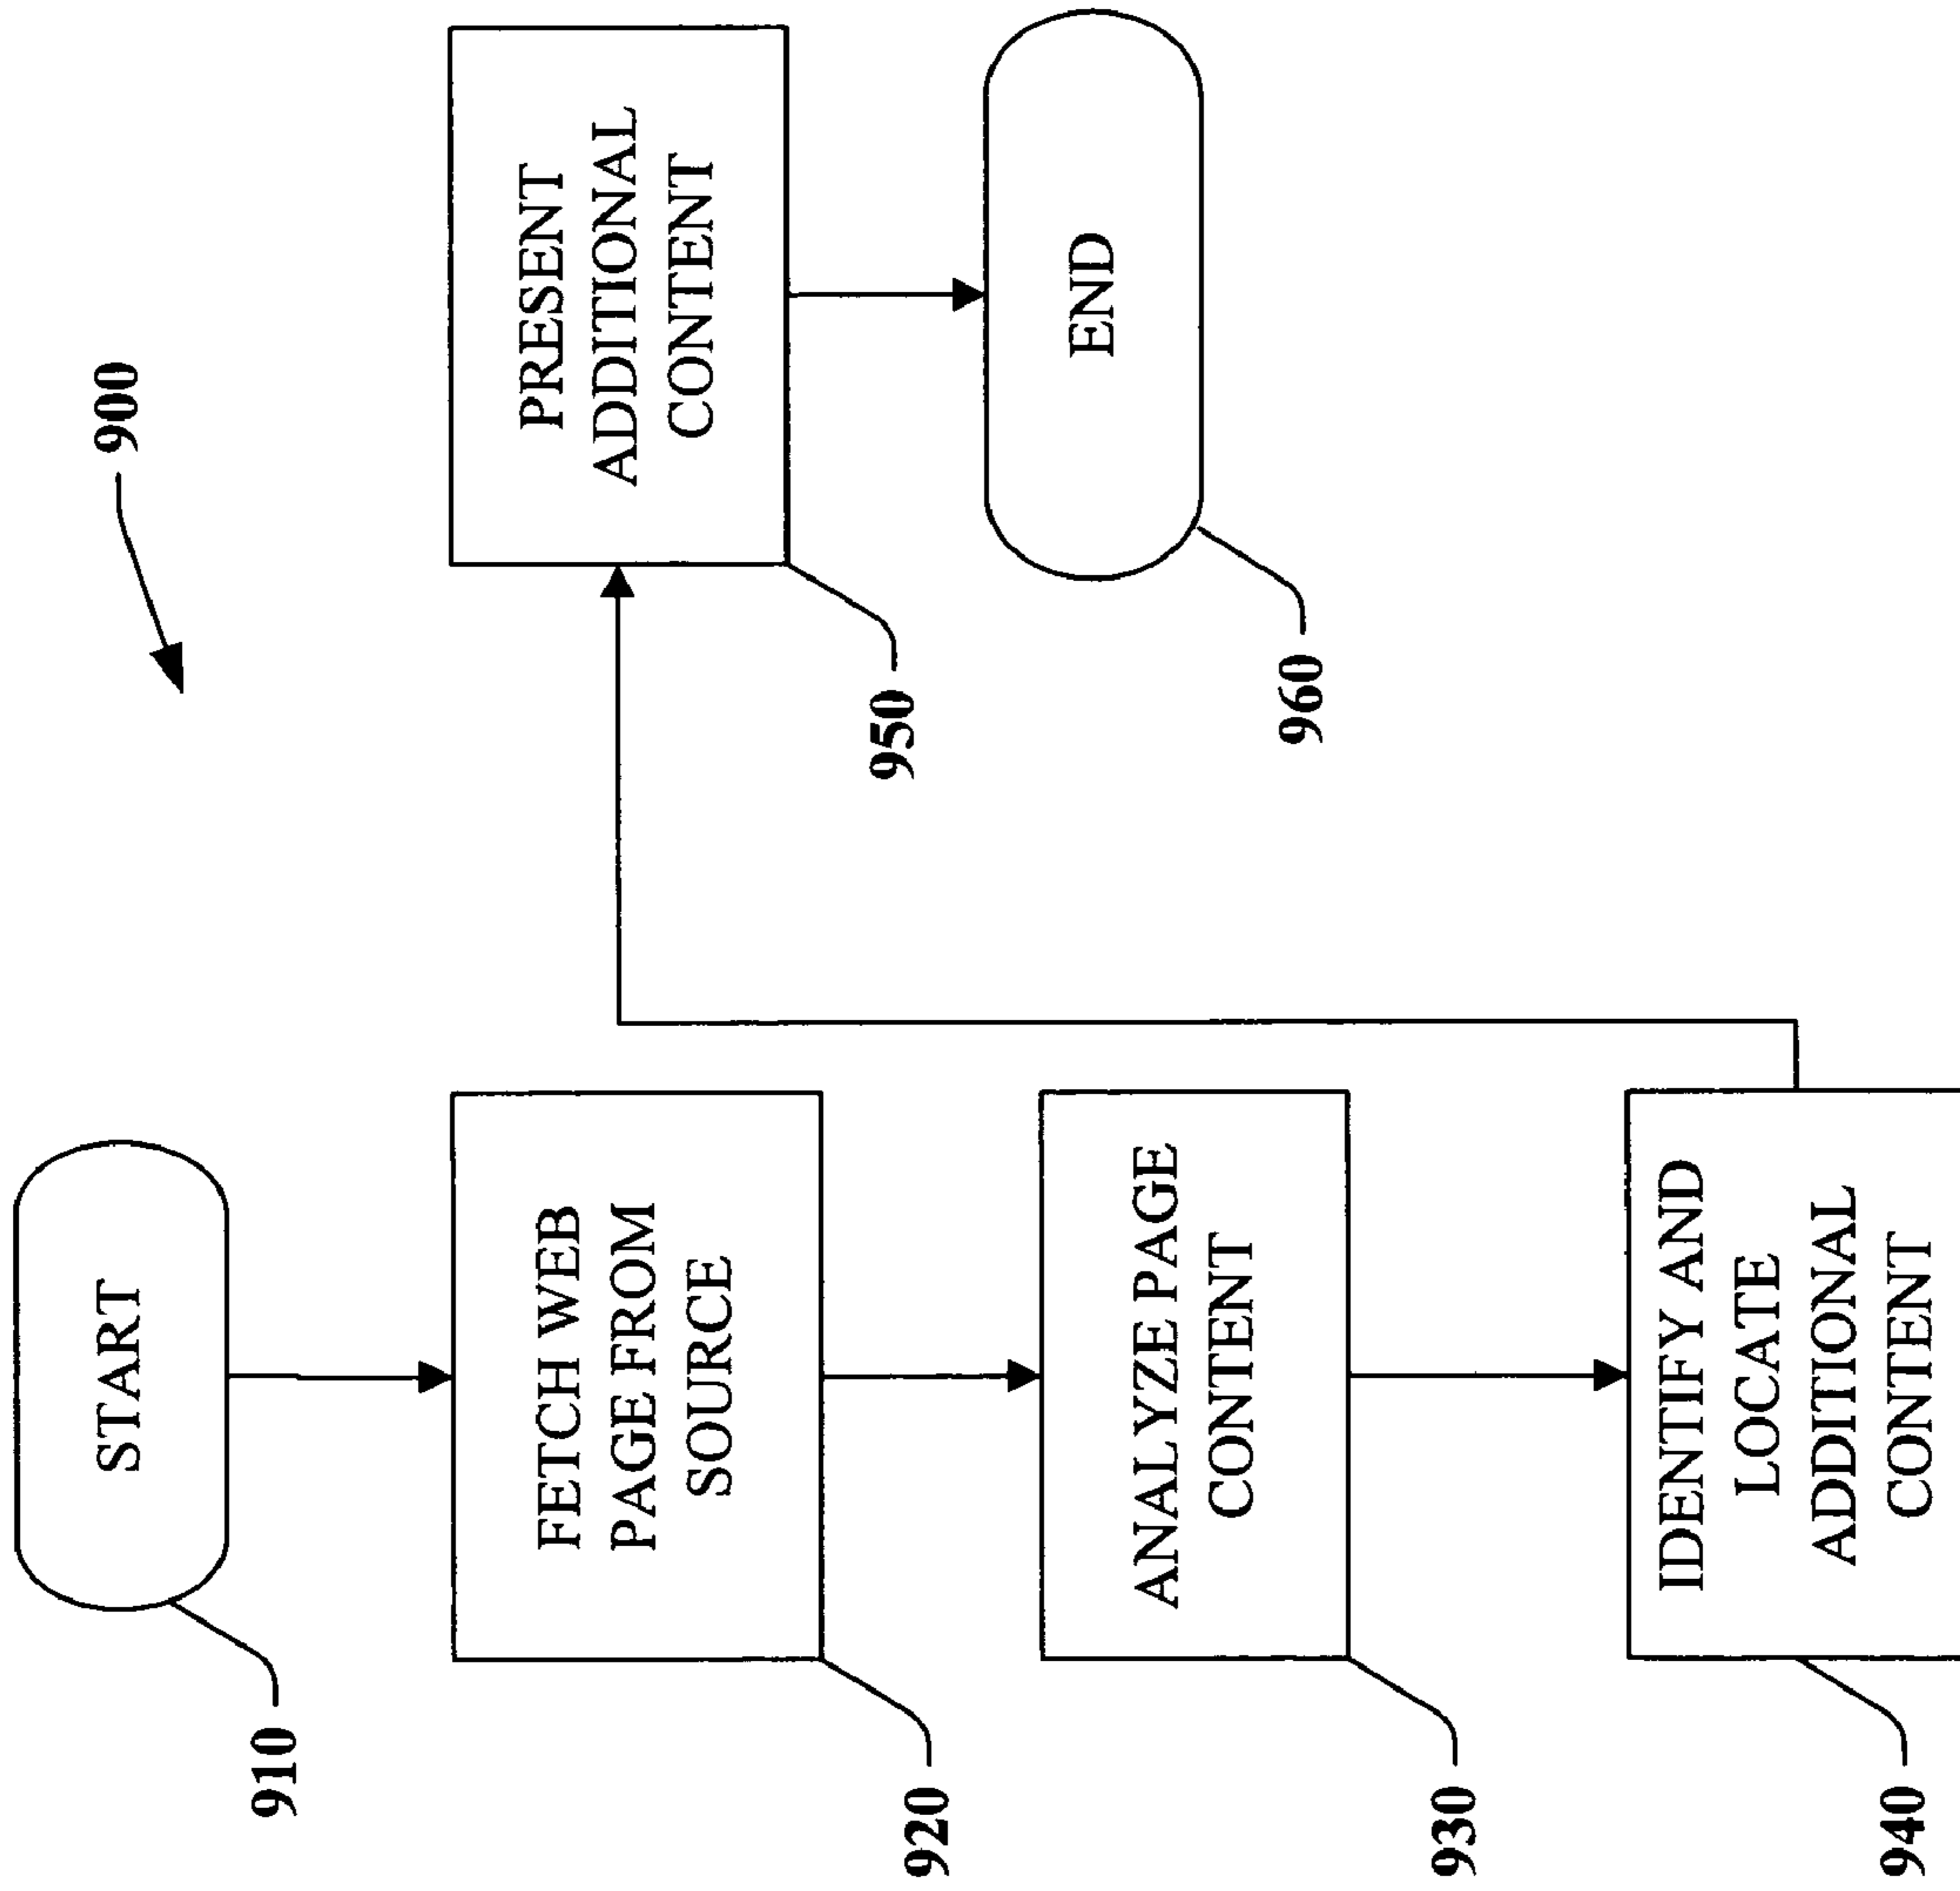 900
START
910
FETCH WEB
PAGE FROM
SOURCE
920
ANALYZE PAGE
CONTENT
930
IDENTIFY AND
LOCATE
ADDITIONAL
CONTENT
940
PRESENT
ADDITIONAL
CONTENT
950
END
960